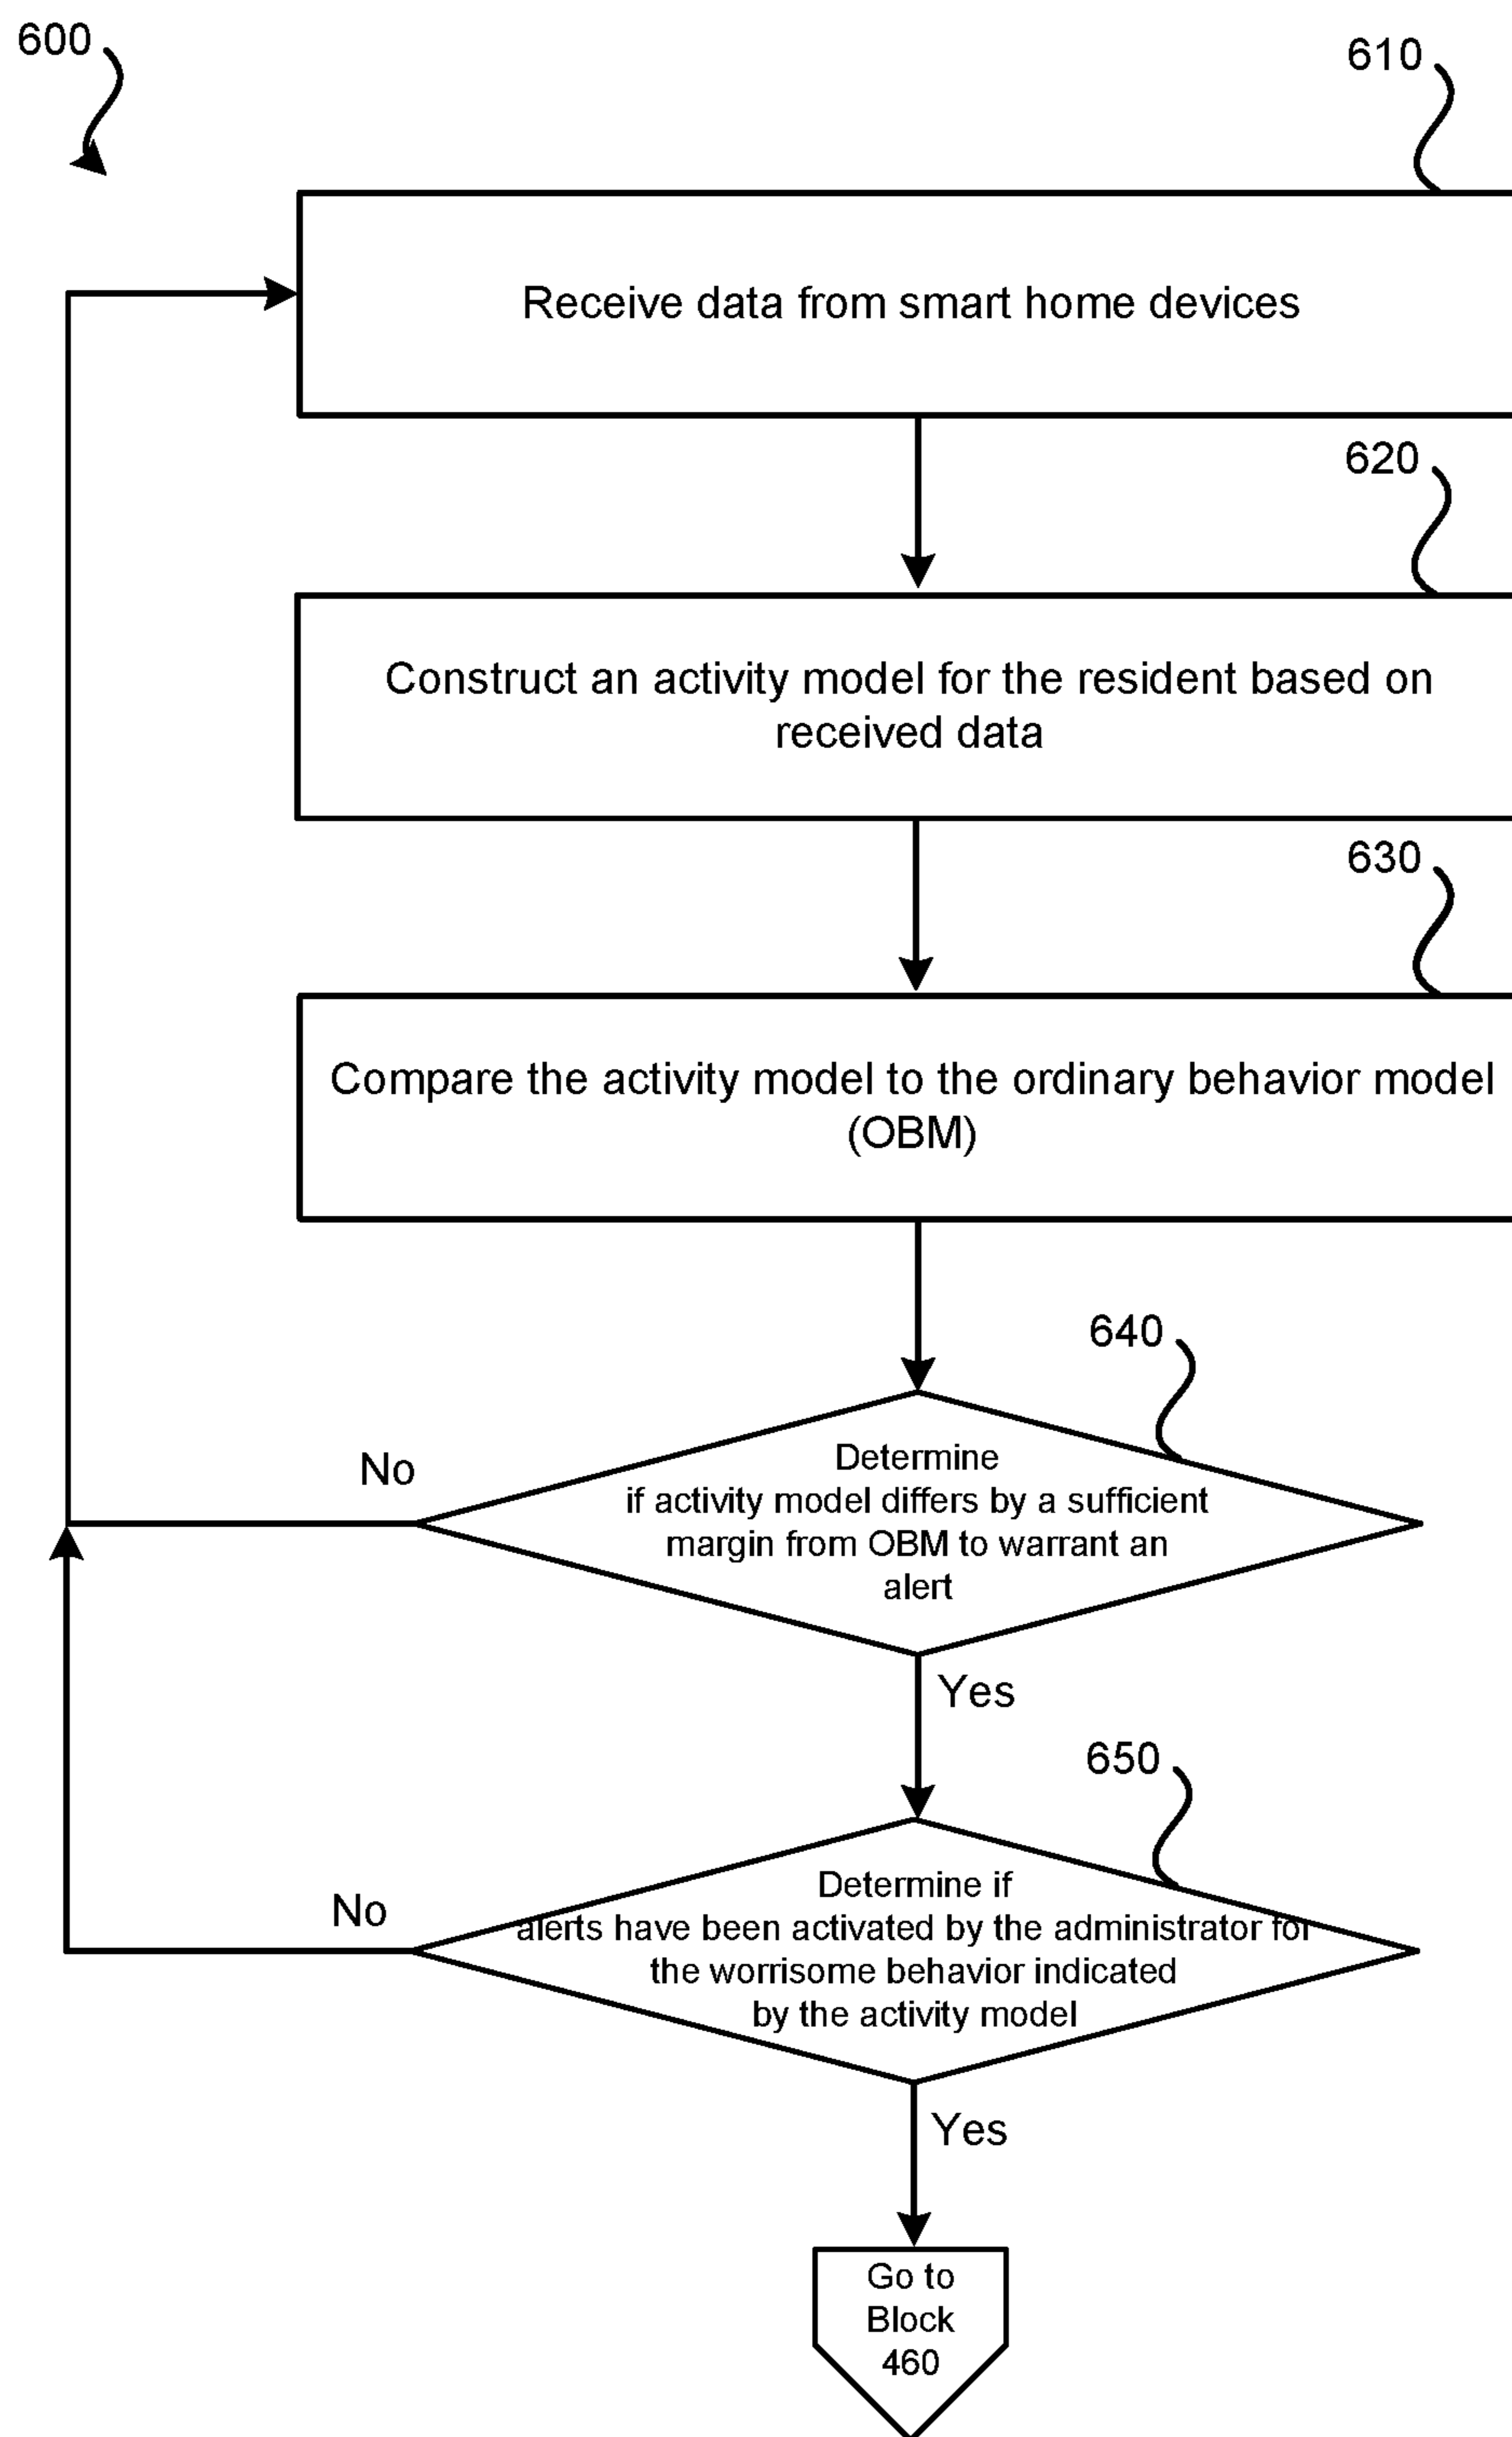 600
610
Receive data from smart home devices
620
Construct an activity model for the resident based on
received data
630
Compare the activity model to the ordinary behavior model
(OBM)
640
Determine
if activity model differs by a sufficient
margin from OBM to warrant an
alert
No
Yes
650
Determine if
alerts have been activated by the administrator for
the worrisome behavior indicated
by the activity model
No
Yes
Go to
Block
460